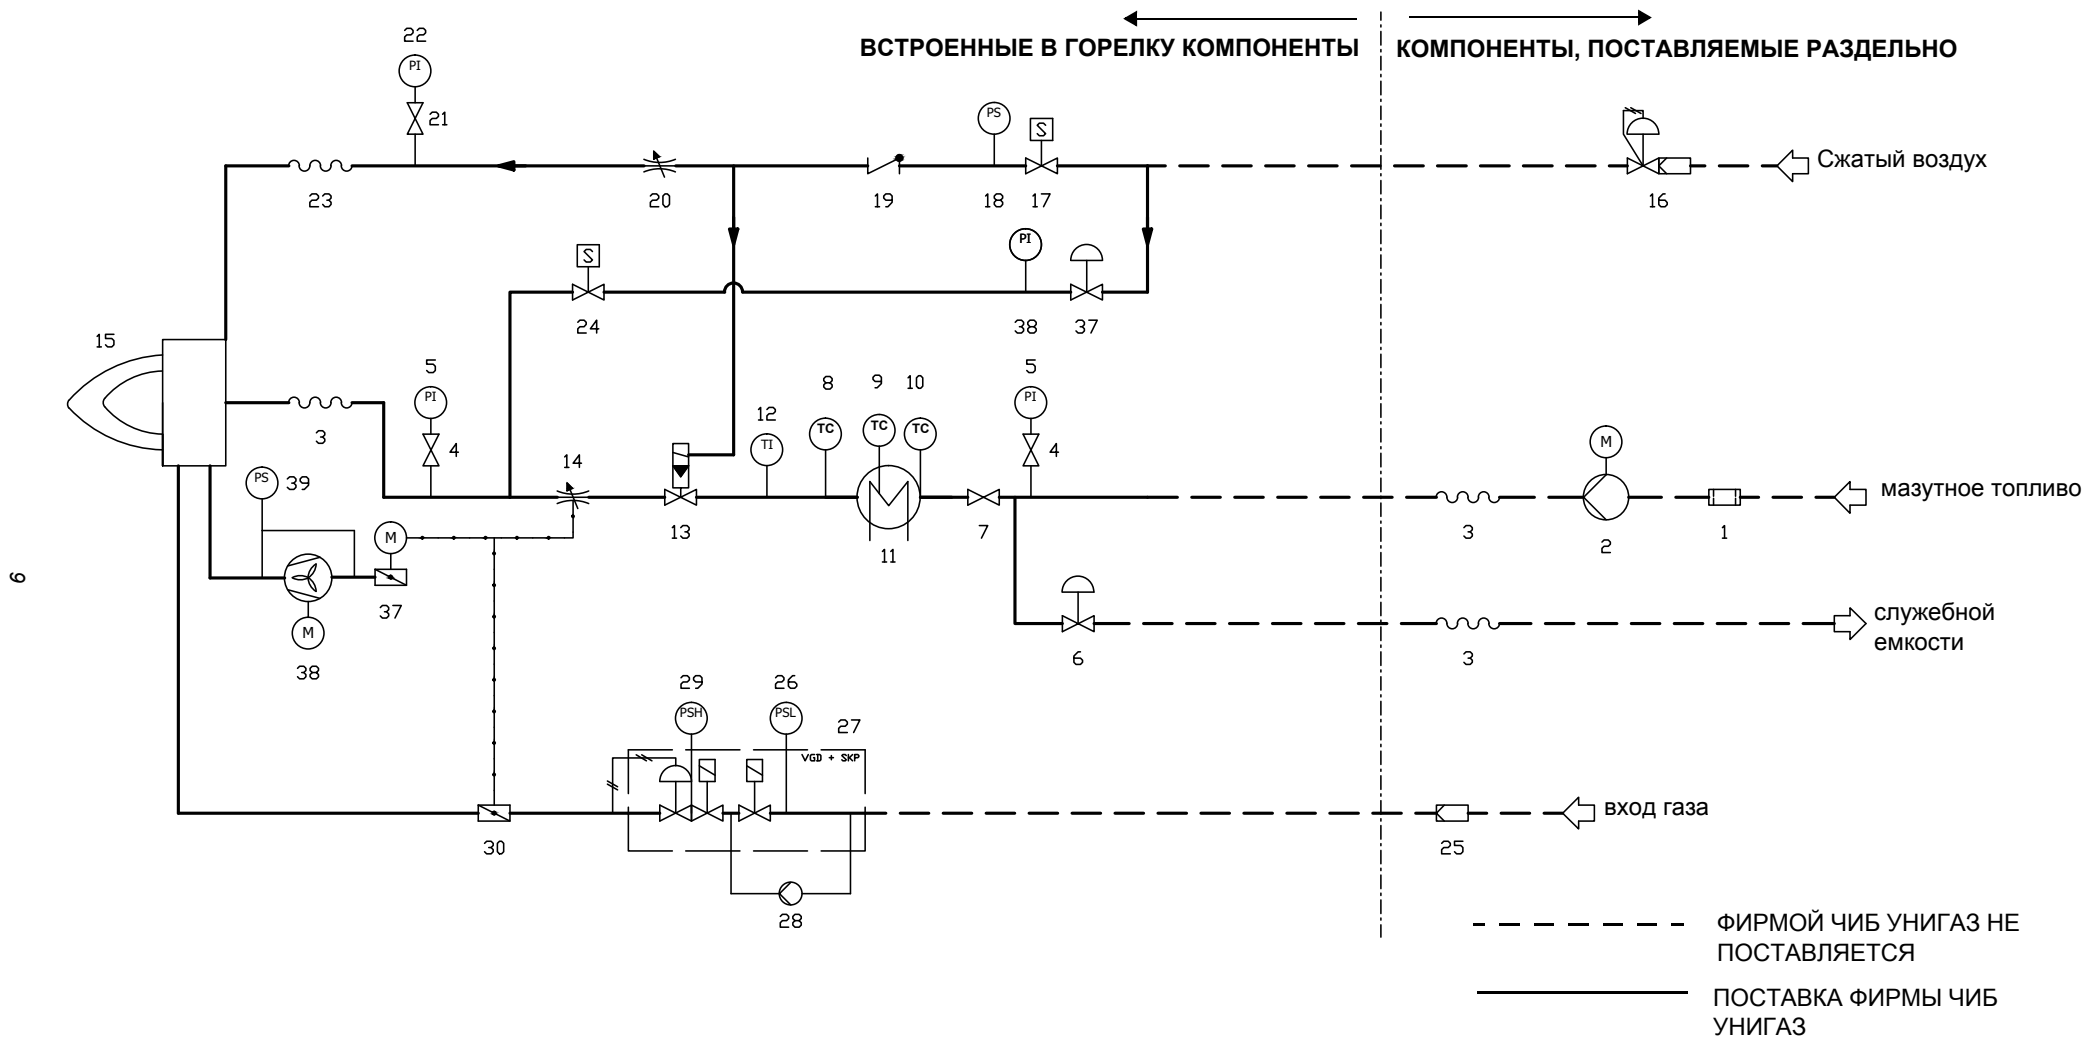 ВСТРОЕННЫЕ В ГОРЕЛКУ КОМПОНЕНТЫ
КОМПОНЕНТЫ, ПОСТАВЛЯЕМЫЕ РАЗДЕЛЬНО
22
PI
21
PS
S
Сжатый воздух
23
20
19
18
17
16
S
PI
24
38
37
15
5
8
9
10
5
PI
12
TC
TC
TC
PI
3
4
TI
4
M
14
PS
39
мазутное топливо
13
11
7
3
2
1
M
37
M
38
служебной
емкости
6
3
29
26
PSH
PSL
27
VGD + SKP
вход газа
30
25
28
6
ФИРМОЙ ЧИБ УНИГАЗ НЕ
ПОСТАВЛЯЕТСЯ
ПОСТАВКА ФИРМЫ ЧИБ
УНИГАЗ